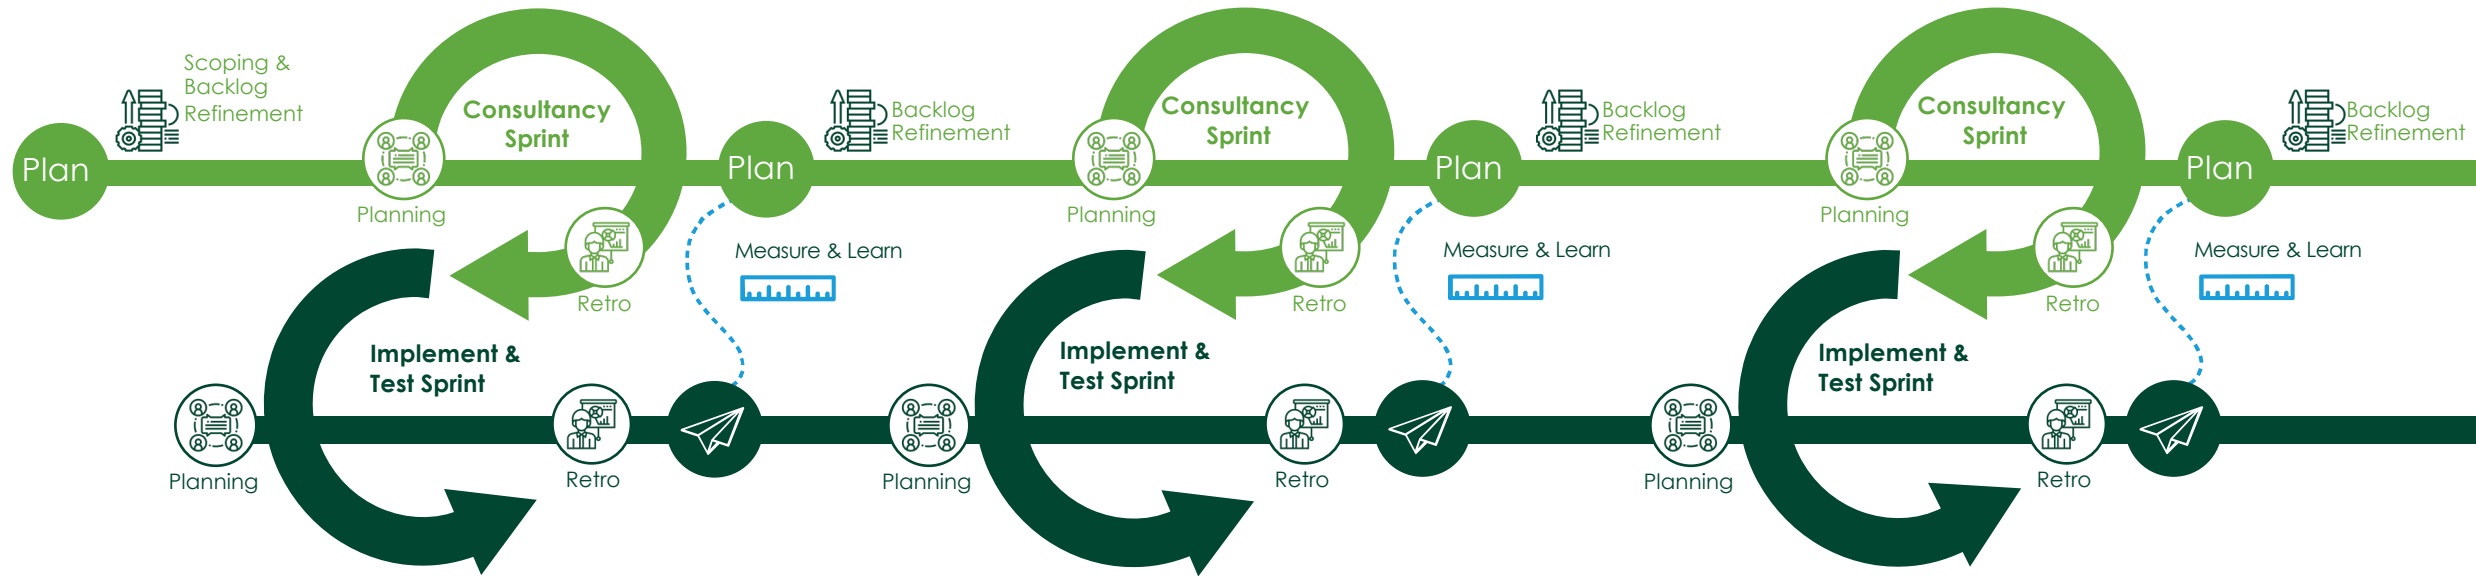 Plan
Scoping &
Backlog
Refinement
Planning
Consultancy
Sprint
Retro
Plan
Backlog
Refinement
Planning
Consultancy
Sprint
Retro
Plan
Backlog
Refinement
Planning
Consultancy
Sprint
Retro
Plan
Backlog
Refinement
Measure & Learn
Measure & Learn
Measure & Learn
Planning
Implement &
Test Sprint
Retro
Planning
Implement &
Test Sprint
Retro
Planning
Implement &
Test Sprint
Retro